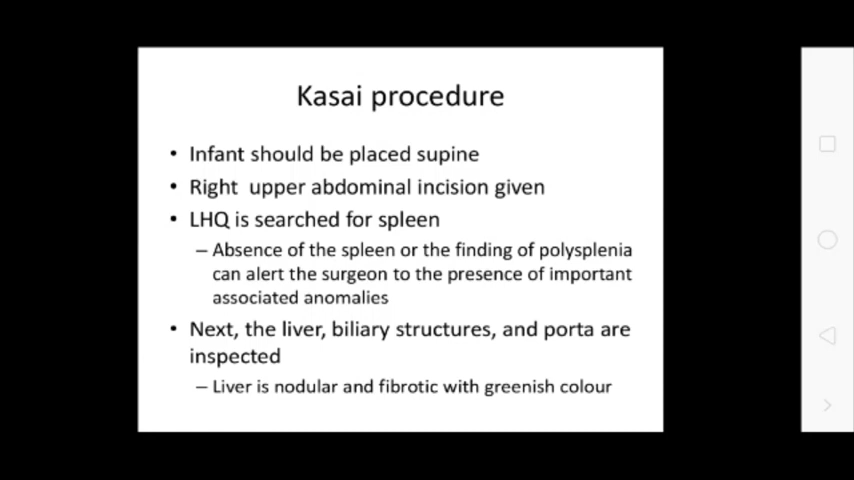 Kasai procedure
• Infant should be placed supine
• Right upper abdominal incision given
• LHQ is searched for spleen
– Absence of the spleen or the finding of polysplenia
can alert the surgeon to the presence of important
associated anomalies
• Next, the liver, biliary structures, and porta are
inspected
– Liver is nodular and fibrotic with greenish colour